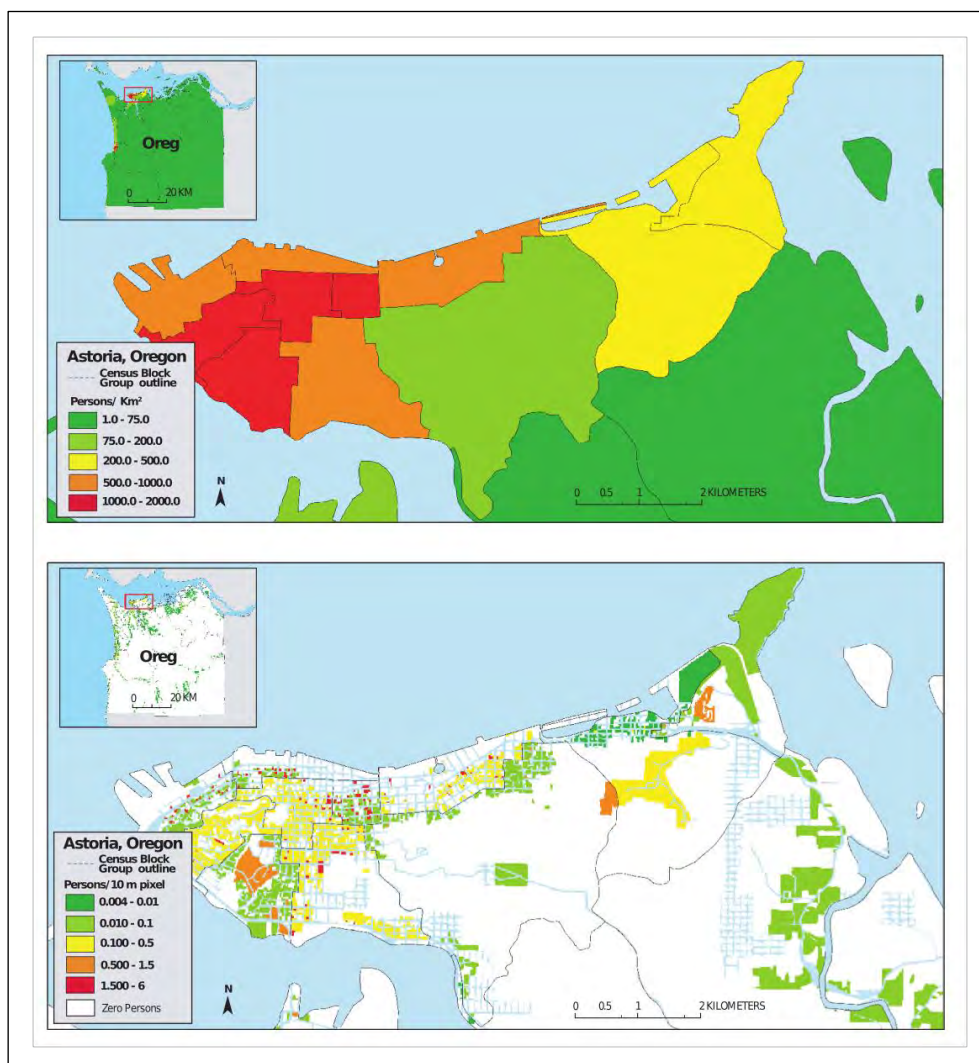 Oreg
0 20 KM
Astoria, Oregon
Census Block
Group outline
Persons/ Km²
1.0 - 75.0
75.0 - 200.0
200.0 - 500.0
500.0 -1000.0
1000.0 - 2000.0
N
0 0.5 1 2 KILOMETERS
Oreg
0 20 KM
Astoria, Oregon
Census Block
Group outline
Persons/10 m pixel
0.004 - 0.01
0.010 - 0.1
0.100 - 0.5
0.500 - 1.5
1.500 - 6
Zero Persons
N
0 0.5 1 2 KILOMETERS